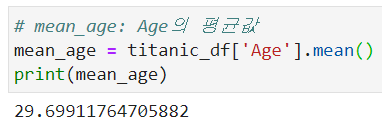 # mean_age: Age의 평균값
mean_age = titanic_df['Age'].mean()
print(mean_age)
29.69911764705882